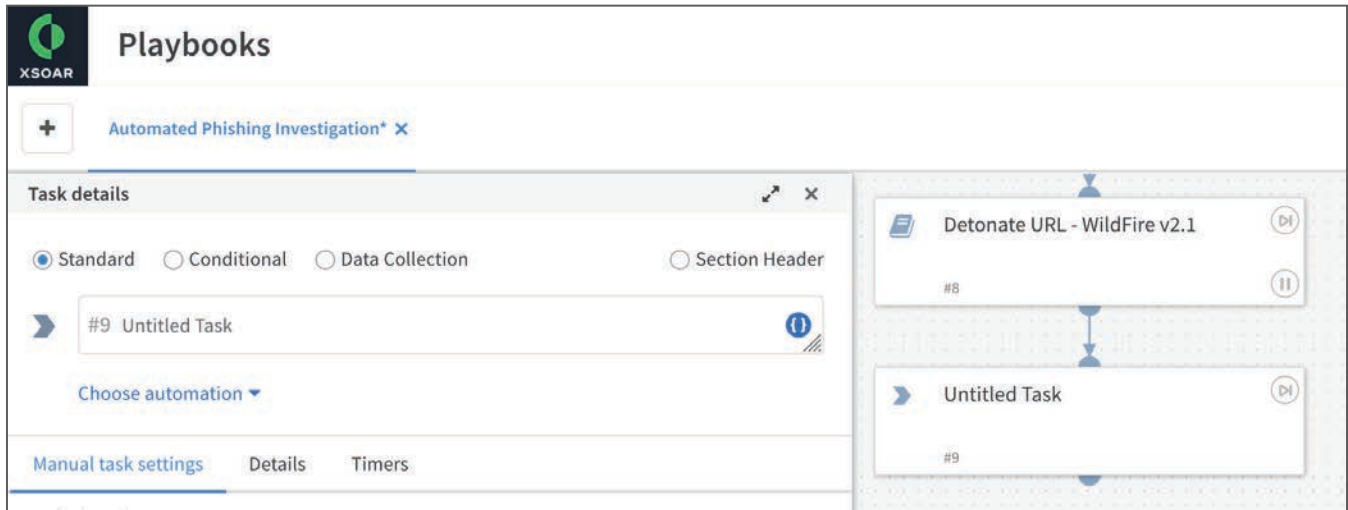 XSOAR
Playbooks
+
Automated Phishing Investigation* ×
Task details
Standard Conditional Data Collection Section Header
#9 Untitled Task
{}
Choose automation
Manual task settings Details Timers
Detonate URL - WildFire v2.1
#8
Untitled Task
#9